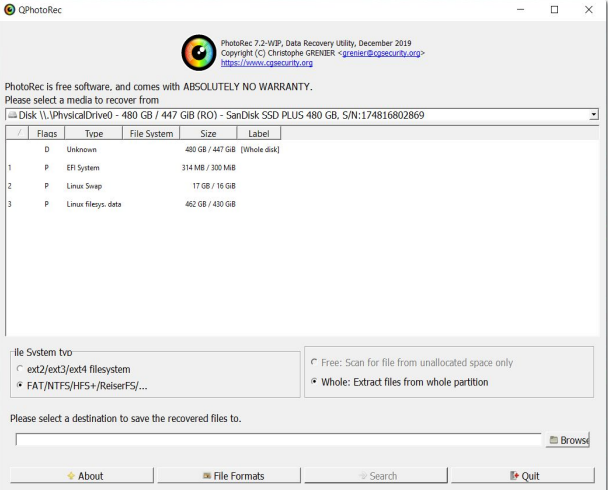 QPhotoRec
PhotoRec 7.2-WIP, Data Recovery Utility, December 2019
Copyright (C) Christophe GRENIER <grenier@cgsecurity.org>
https://www.cgsecurity.org
PhotoRec is free software, and comes with ABSOLUTELY NO WARRANTY.
Please select a media to recover from
Disk \\.\PhysicalDrive0 - 480 GB / 447 GiB (RO) - SanDisk SSD PLUS 480 GB, S/N:174816802869
/ Flags Type File System Size Label
D Unknown 480 GB / 447 GiB [Whole disk]
1 P EFI System 314 MB / 300 MiB
2 P Linux Swap 17 GB / 16 GiB
3 P Linux filesys. data 462 GB / 430 GiB
ile System typ
ext2/ext3/ext4 filesystem
FAT/NTFS/HFS+/ReiserFS/...
Free: Scan for file from unallocated space only
Whole: Extract files from whole partition
Please select a destination to save the recovered files to.
Browse
About File Formats Search Quit